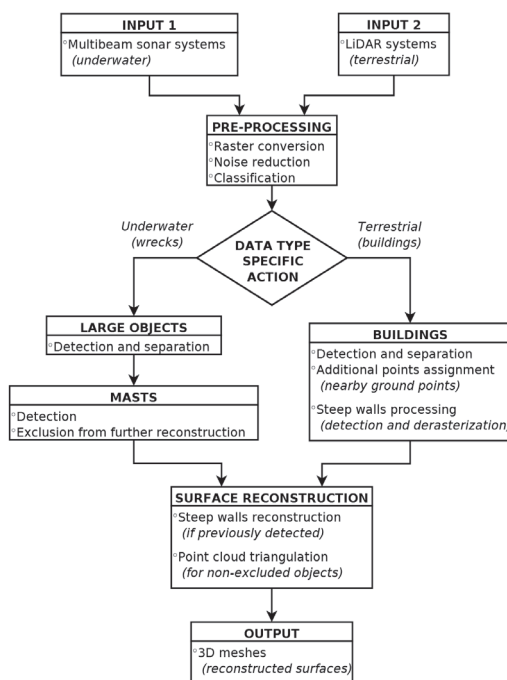 INPUT 1
°Multibeam sonar systems
(underwater)
INPUT 2
°LiDAR systems
(terrestrial)
PRE-PROCESSING
°Raster conversion
°Noise reduction
°Classification
Underwater
(wrecks)
DATA TYPE
SPECIFIC
ACTION
Terrestrial
(buildings)
LARGE OBJECTS
°Detection and separation
MASTS
°Detection
°Exclusion from further reconstruction
BUILDINGS
°Detection and separation
°Additional points assignment
(nearby ground points)
°Steep walls processing
(detection and derasterization)
SURFACE RECONSTRUCTION
°Steep walls reconstruction
(if previously detected)
°Point cloud triangulation
(for non-excluded objects)
OUTPUT
°3D meshes
(reconstructed surfaces)